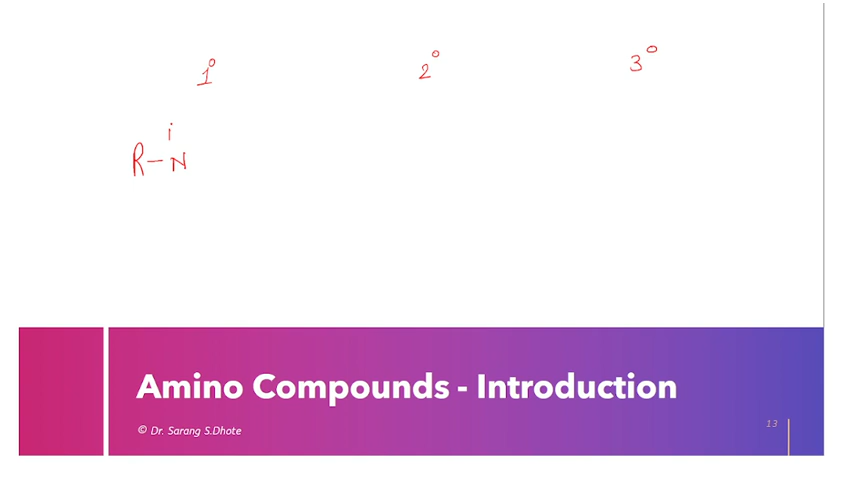 1° 2° 3°
R-N
Amino Compounds - Introduction
© Dr. Sarang S.Dhote
13